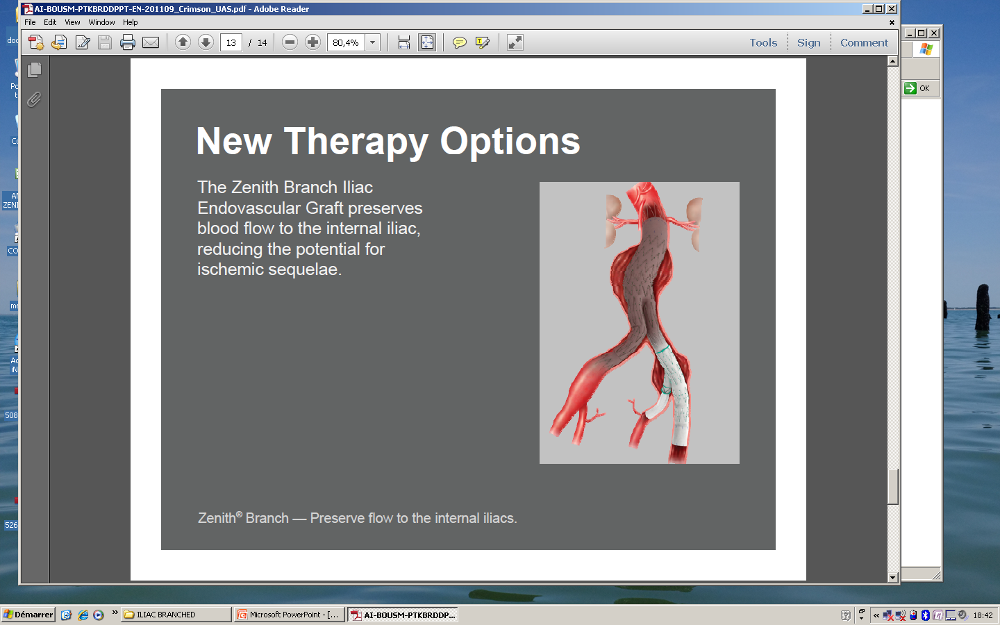 AI-BOUSM-PTKBRDDPPT-EN-201109_Crimson_UAS.pdf - Adobe Reader
File Edit View Window Help
13 / 14 80,4% Tools Sign Comment
OK
New Therapy Options
The Zenith Branch Iliac
Endovascular Graft preserves
blood flow to the internal iliac,
reducing the potential for
ischemic sequelae.
Zenith® Branch — Preserve flow to the internal iliacs.
doc
Po
t
Co
AN
ZENI
CO
me
Ad
iN
508
526
Démarrer » ILIAC BRANCHED Microsoft PowerPoint - [... AI-BOUSM-PTKBRDDP... « 18:42